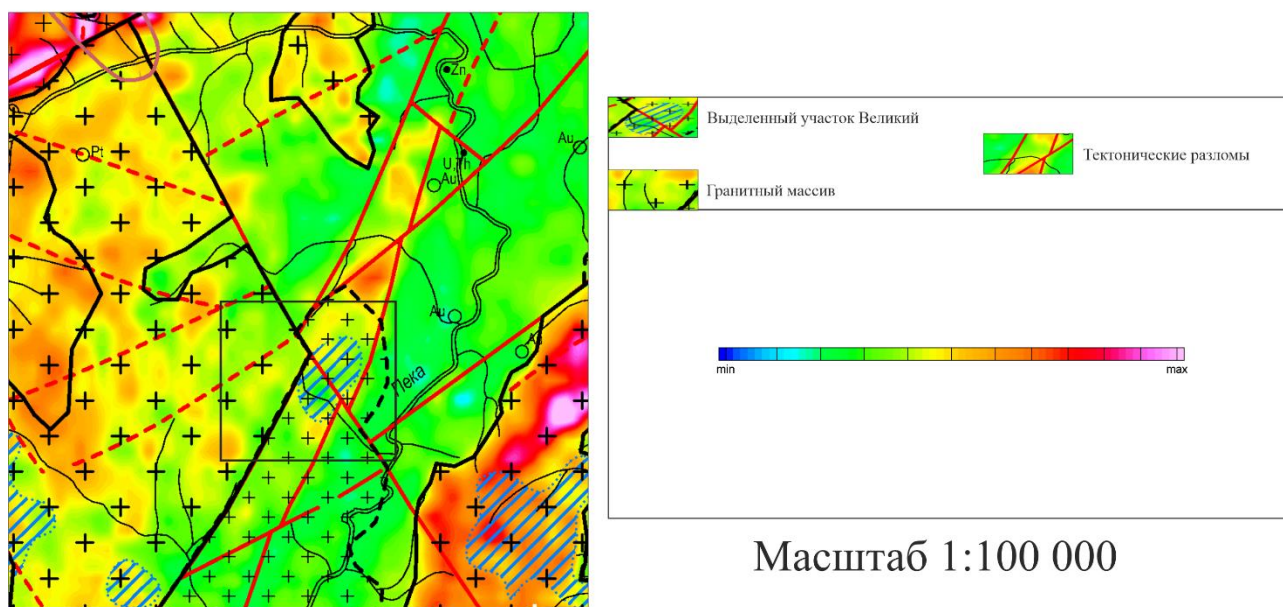 Zn
Pt
Au
U,Th
Au
Au
Au
Лека
Выделенный участок Великий
Тектонические разломы
Гранитный массив
min
max
Масштаб 1:100 000